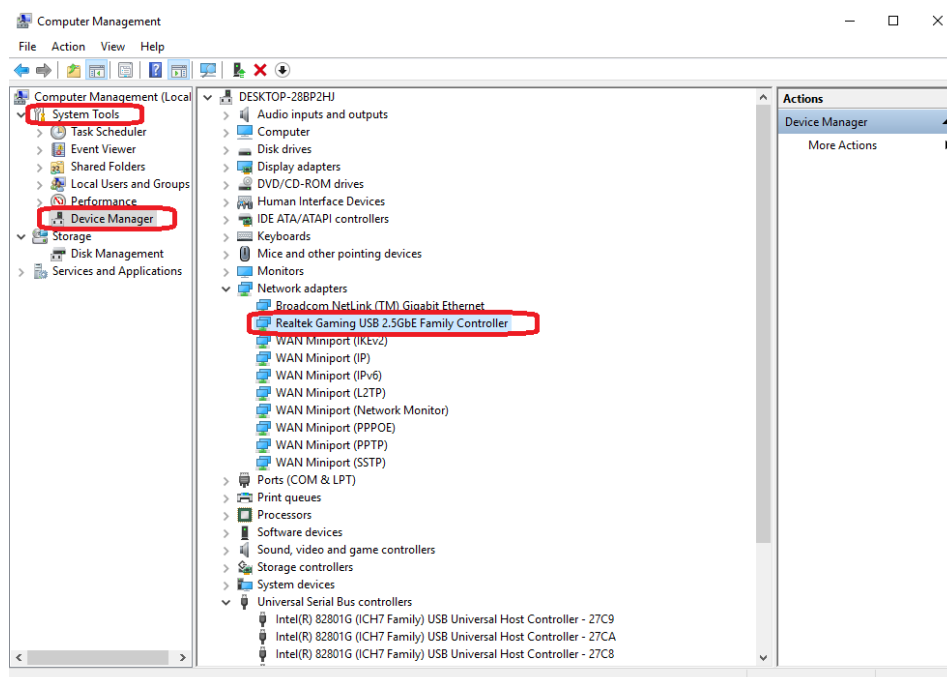 Computer Management
File Action View Help
Computer Management (Local
System Tools
Task Scheduler
Event Viewer
Shared Folders
Local Users and Groups
Performance
Device Manager
Storage
Disk Management
Services and Applications
DESKTOP-28BP2HJ
Audio inputs and outputs
Computer
Disk drives
Display adapters
DVD/CD-ROM drives
Human Interface Devices
IDE ATA/ATAPI controllers
Keyboards
Mice and other pointing devices
Monitors
Network adapters
Broadcom NetLink (TM) Gigabit Ethernet
Realtek Gaming USB 2.5GbE Family Controller
WAN Miniport (IKEv2)
WAN Miniport (IP)
WAN Miniport (IPv6)
WAN Miniport (L2TP)
WAN Miniport (Network Monitor)
WAN Miniport (PPPOE)
WAN Miniport (PPTP)
WAN Miniport (SSTP)
Ports (COM & LPT)
Print queues
Processors
Software devices
Sound, video and game controllers
Storage controllers
System devices
Universal Serial Bus controllers
Intel(R) 82801G (ICH7 Family) USB Universal Host Controller - 27C9
Intel(R) 82801G (ICH7 Family) USB Universal Host Controller - 27CA
Intel(R) 82801G (ICH7 Family) USB Universal Host Controller - 27C8
Actions
Device Manager
More Actions